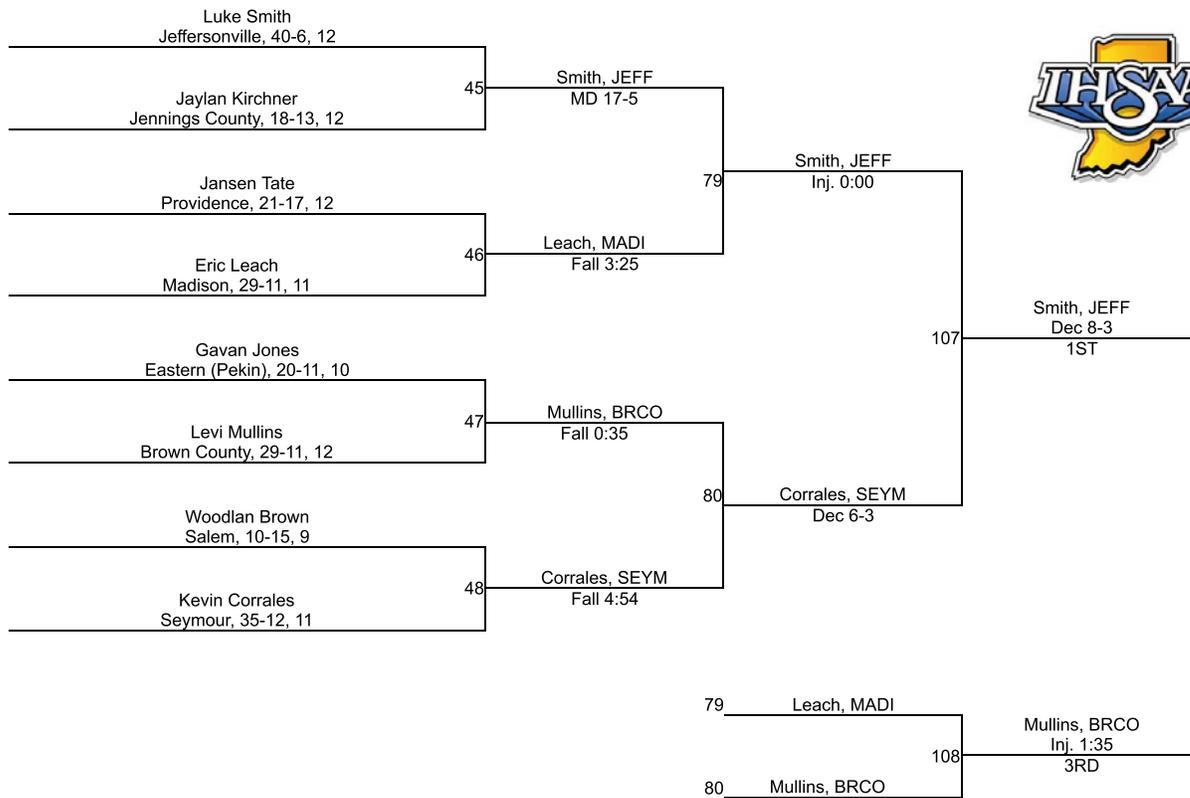 Luke Smith
Jeffersonville, 40-6, 12
45
Jaylan Kirchner
Jennings County, 18-13, 12
Smith, JEFF
MD 17-5
Jansen Tate
Providence, 21-17, 12
46
Eric Leach
Madison, 29-11, 11
Leach, MADI
Fall 3:25
79
Smith, JEFF
Inj. 0:00
Gavan Jones
Eastern (Pekin), 20-11, 10
47
Levi Mullins
Brown County, 29-11, 12
Mullins, BRCO
Fall 0:35
Woodlan Brown
Salem, 10-15, 9
48
Kevin Corrales
Seymour, 35-12, 11
Corrales, SEYM
Fall 4:54
80
Corrales, SEYM
Dec 6-3
107
Smith, JEFF
Dec 8-3
1ST
IHSAA
79
Leach, MADI
108
80
Mullins, BRCO
Mullins, BRCO
Inj. 1:35
3RD